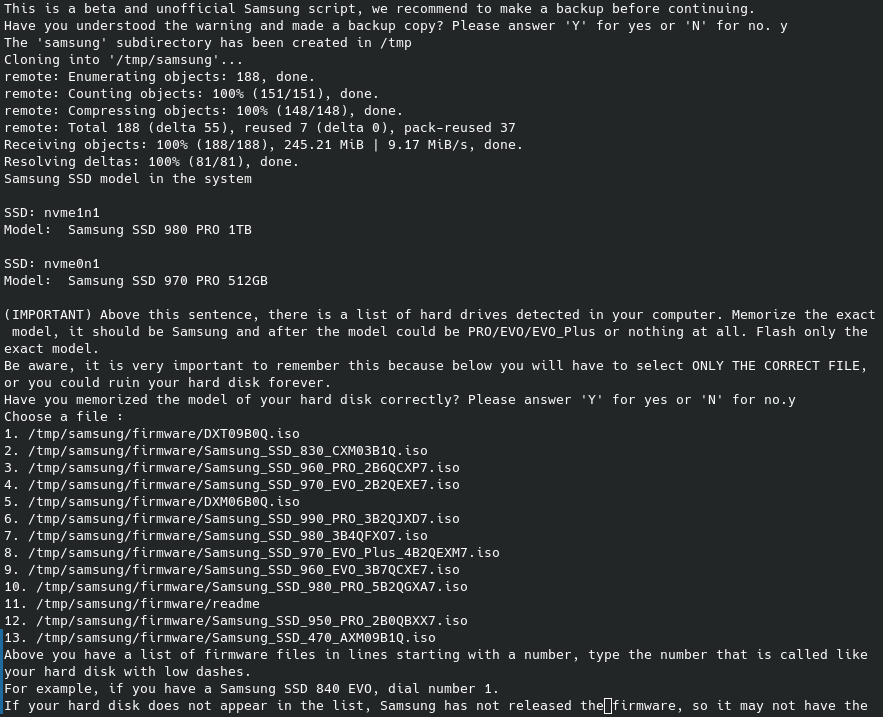 This is a beta and unofficial Samsung script, we recommend to make a backup before continuing.
Have you understood the warning and made a backup copy? Please answer 'Y' for yes or 'N' for no. y
The 'samsung' subdirectory has been created in /tmp
Cloning into '/tmp/samsung'...
remote: Enumerating objects: 188, done.
remote: Counting objects: 100% (151/151), done.
remote: Compressing objects: 100% (148/148), done.
remote: Total 188 (delta 55), reused 7 (delta 0), pack-reused 37
Receiving objects: 100% (188/188), 245.21 MiB | 9.17 MiB/s, done.
Resolving deltas: 100% (81/81), done.
Samsung SSD model in the system
SSD: nvme1n1
Model:  Samsung SSD 980 PRO 1TB
SSD: nvme0n1
Model:  Samsung SSD 970 PRO 512GB
(IMPORTANT) Above this sentence, there is a list of hard drives detected in your computer. Memorize the exact
 model, it should be Samsung and after the model could be PRO/EVO/EVO_Plus or nothing at all. Flash only the
exact model.
Be aware, it is very important to remember this because below you will have to select ONLY THE CORRECT FILE,
or you could ruin your hard disk forever.
Have you memorized the model of your hard disk correctly? Please answer 'Y' for yes or 'N' for no.y
Choose a file :
1. /tmp/samsung/firmware/DXT09B0Q.iso
2. /tmp/samsung/firmware/Samsung_SSD_830_CXM03B1Q.iso
3. /tmp/samsung/firmware/Samsung_SSD_960_PRO_2B6QCXP7.iso
4. /tmp/samsung/firmware/Samsung_SSD_970_EVO_2B2QEXE7.iso
5. /tmp/samsung/firmware/DXM06B0Q.iso
6. /tmp/samsung/firmware/Samsung_SSD_990_PRO_3B2QJXD7.iso
7. /tmp/samsung/firmware/Samsung_SSD_980_3B4QFXO7.iso
8. /tmp/samsung/firmware/Samsung_SSD_970_EVO_Plus_4B2QEXM7.iso
9. /tmp/samsung/firmware/Samsung_SSD_960_EVO_3B7QCXE7.iso
10. /tmp/samsung/firmware/Samsung_SSD_980_PRO_5B2QGXA7.iso
11. /tmp/samsung/firmware/readme
12. /tmp/samsung/firmware/Samsung_SSD_950_PRO_2B0QBXX7.iso
13. /tmp/samsung/firmware/Samsung_SSD_470_AXM09B1Q.iso
Above you have a list of firmware files in lines starting with a number, type the number that is called like
your hard disk with low dashes.
For example, if you have a Samsung SSD 840 EVO, dial number 1.
If your hard disk does not appear in the list, Samsung has not released the firmware, so it may not have the